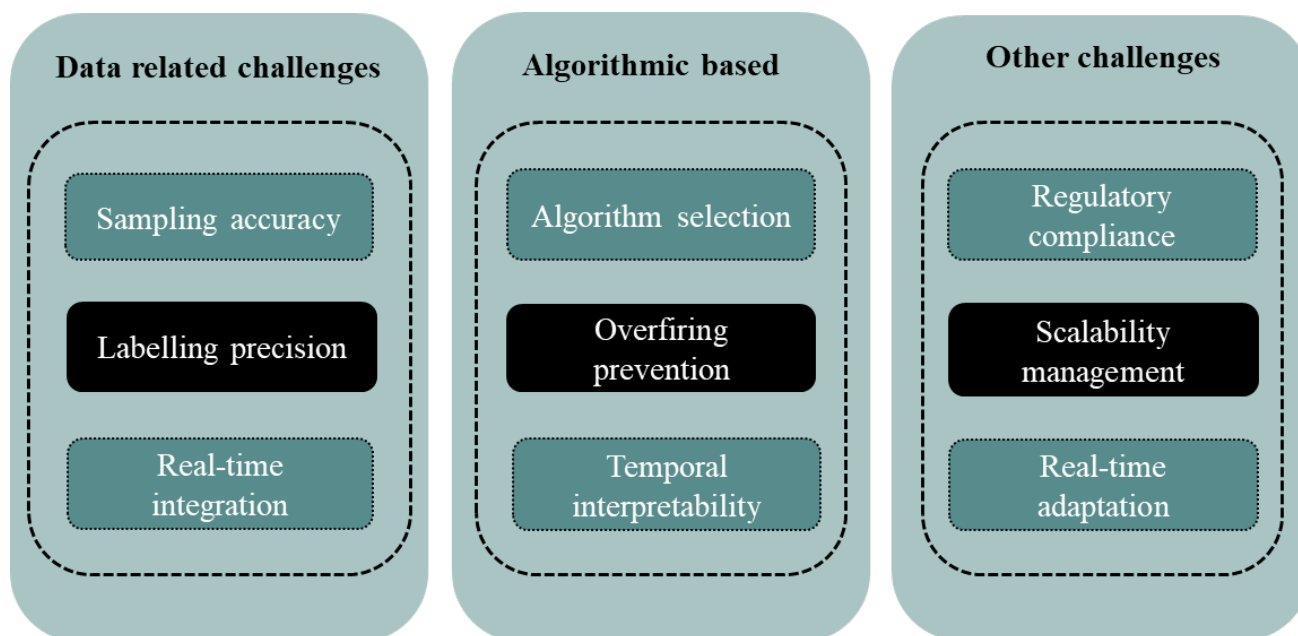 Data related challenges
Sampling accuracy
Labelling precision
Real-time
integration
Algorithmic based
Algorithm selection
Overfiring
prevention
Temporal
interpretability
Other challenges
Regulatory
compliance
Scalability
management
Real-time
adaptation